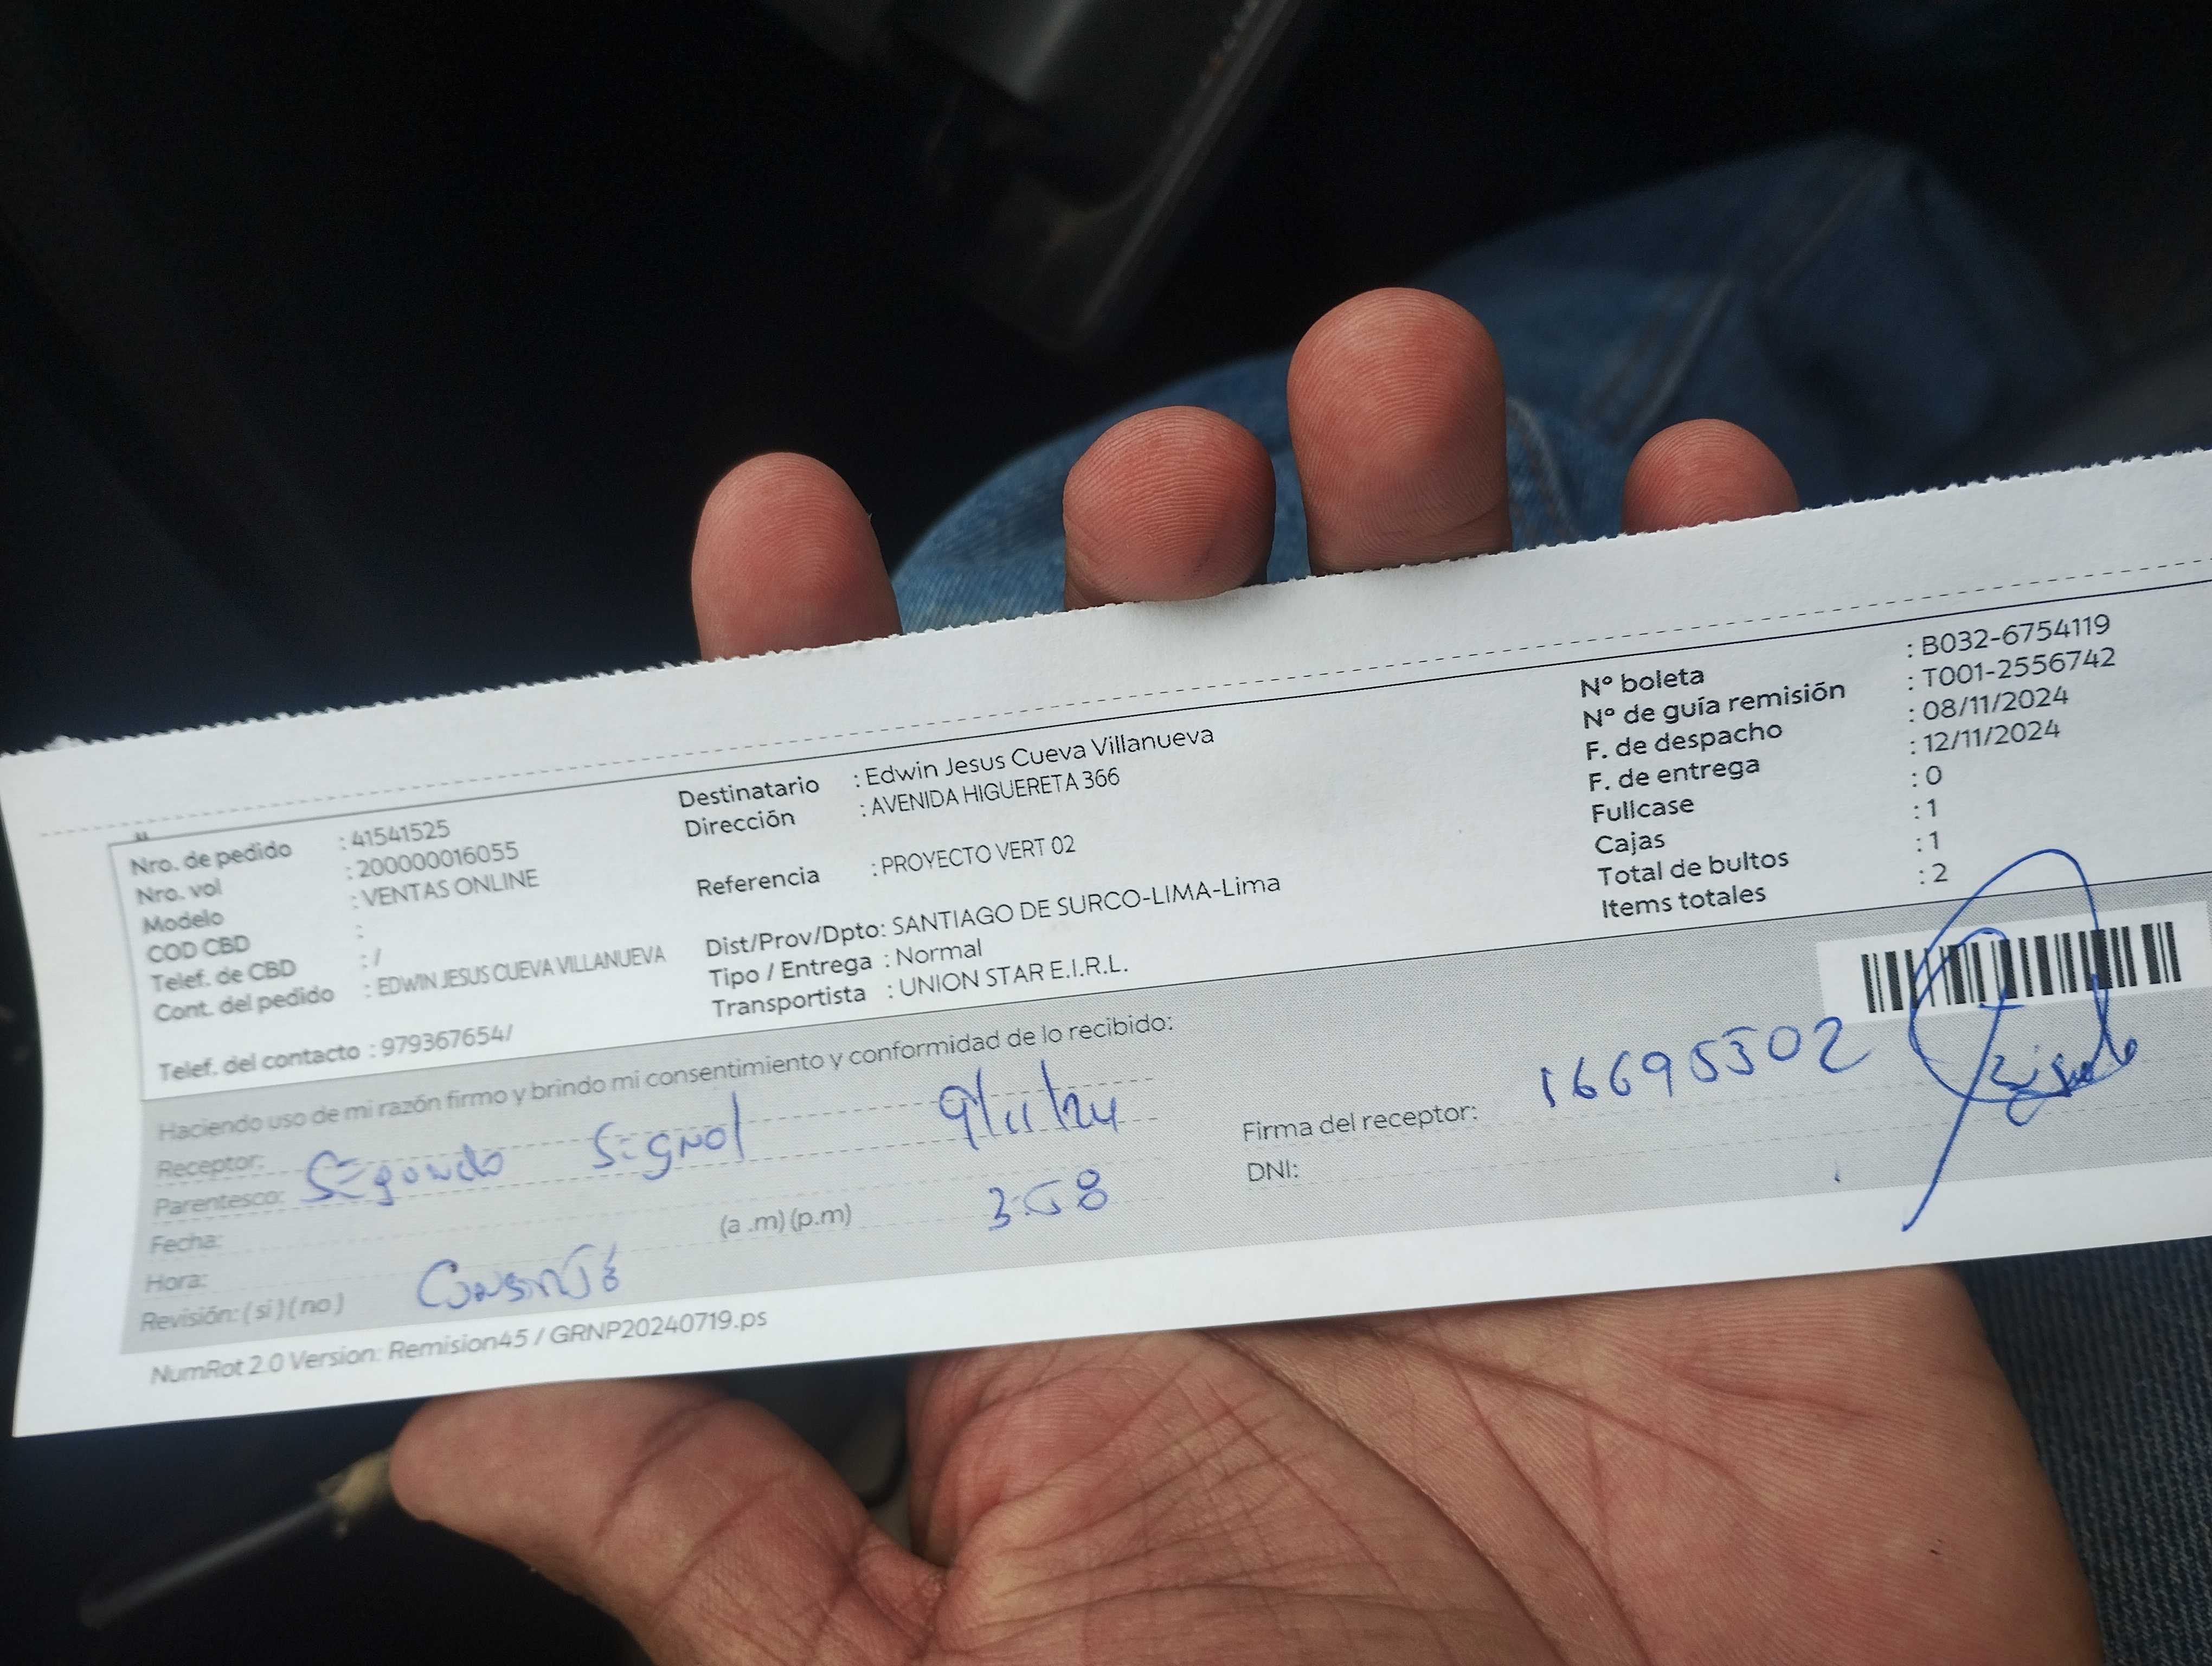 Nro. de pedido : 41541525
Nro. vol : 200000016055
Modelo : VENTAS ONLINE
COD CBD :
Telef. de CBD : /
Cont. del pedido : EDWIN JESUS CUEVA VILLANUEVA
Telef. del contacto : 979367654/
Destinatario : Edwin Jesus Cueva Villanueva
Dirección : AVENIDA HIGUERETA 366
Referencia : PROYECTO VERT 02
Dist/Prov/Dpto: SANTIAGO DE SURCO-LIMA-Lima
Tipo / Entrega : Normal
Transportista : UNION STAR E.I.R.L.
Nº boleta : B032-6754119
Nº de guía remisión : T001-2556742
F. de despacho : 08/11/2024
F. de entrega : 12/11/2024
Fullcase : 0
Cajas : 1
Total de bultos : 1
Items totales : 2
Haciendo uso de mi razón firmo y brindo mi consentimiento y conformidad de lo recibido:
Receptor: Segundo Signol 9/11/24
Parentesco:
Fecha:
Hora: (a .m) (p.m) 3:58
Revisión: ( si ) ( no )
Firma del receptor: 16695502
DNI:
NumRot 2.0 Version: Remision45 / GRNP20240719.ps